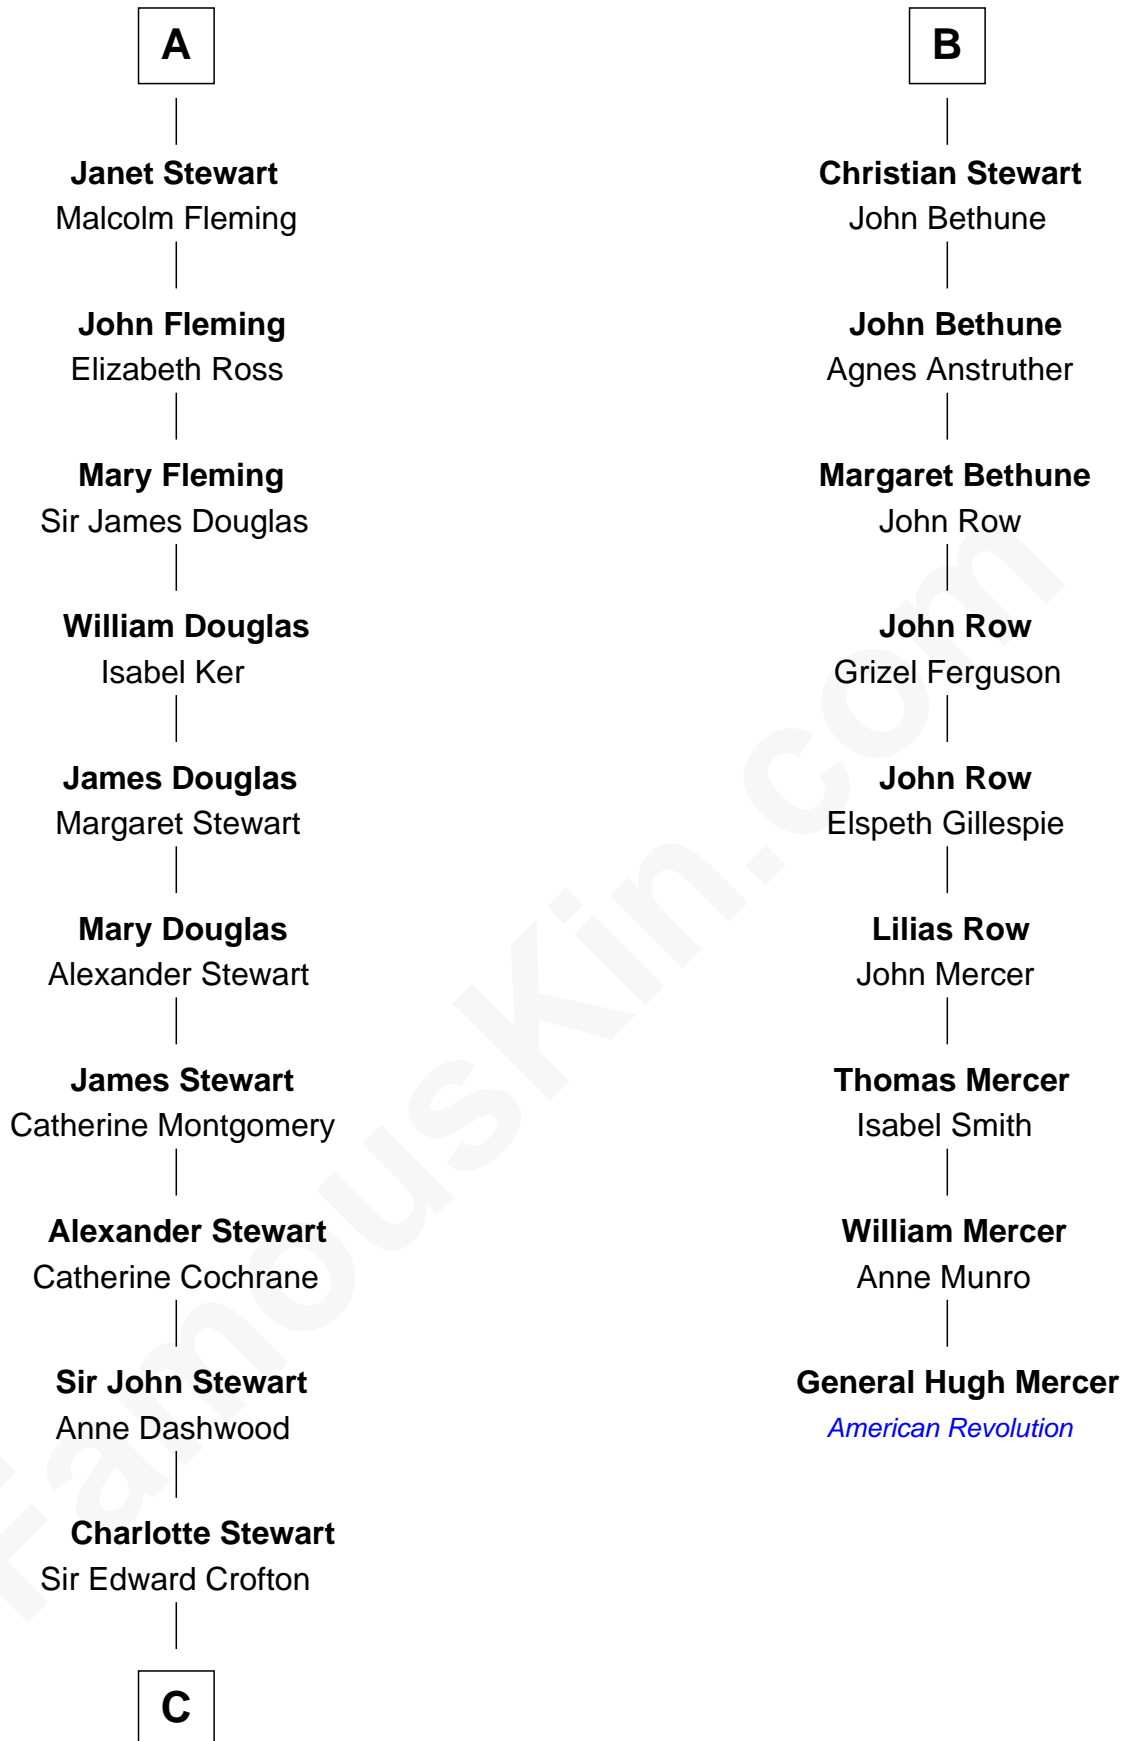 A
Janet Stewart
Malcolm Fleming
John Fleming
Elizabeth Ross
Mary Fleming
Sir James Douglas
William Douglas
Isabel Ker
James Douglas
Margaret Stewart
Mary Douglas
Alexander Stewart
James Stewart
Catherine Montgomery
Alexander Stewart
Catherine Cochrane
Sir John Stewart
Anne Dashwood
Charlotte Stewart
Sir Edward Crofton
C
B
Christian Stewart
John Bethune
John Bethune
Agnes Anstruther
Margaret Bethune
John Row
John Row
Grizel Ferguson
John Row
Elspeth Gillespie
Lilias Row
John Mercer
Thomas Mercer
Isabel Smith
William Mercer
Anne Munro
General Hugh Mercer
American Revolution
FamousKin.com